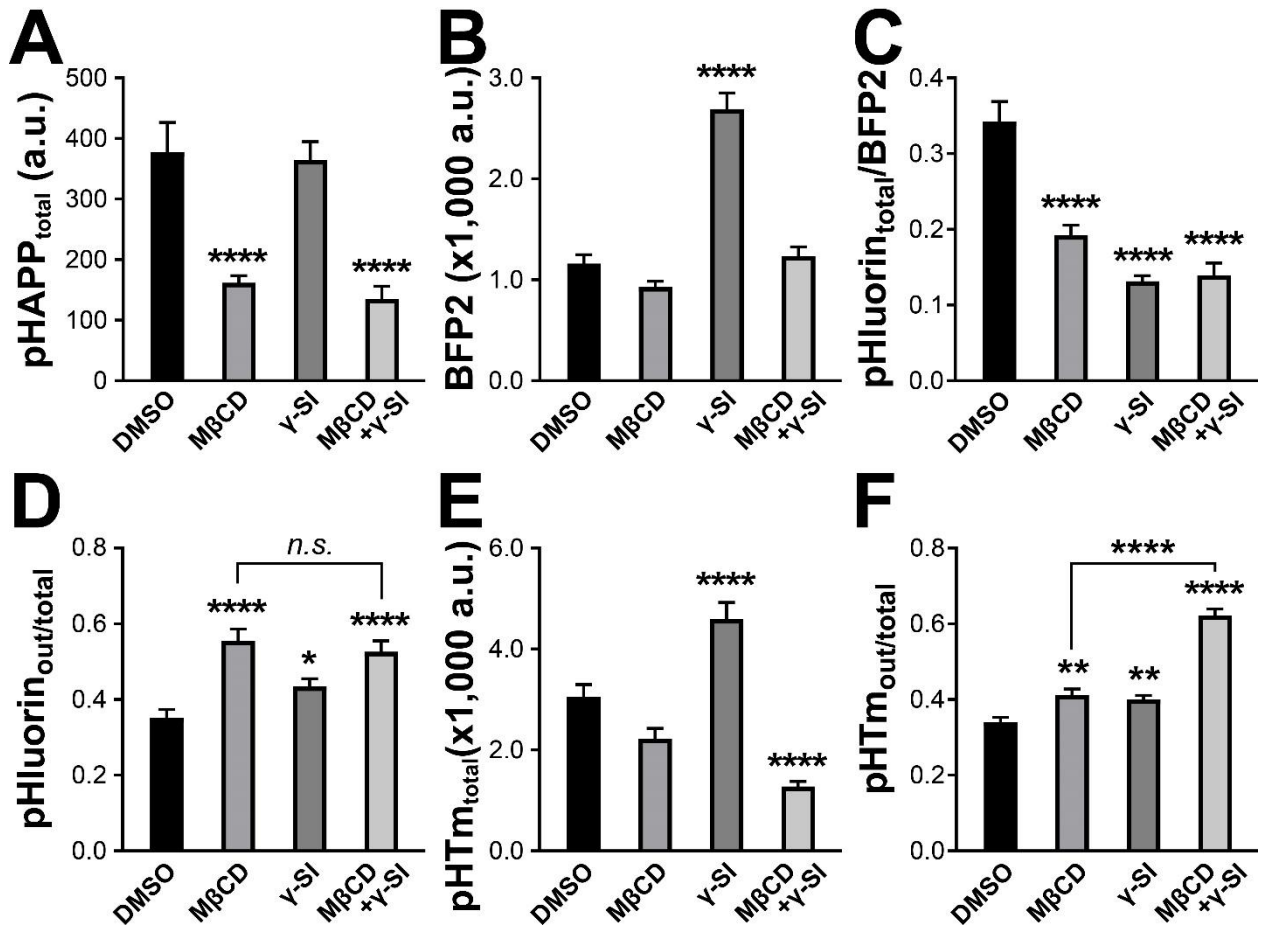 A
pHAPPtotal (a.u.)
500
400
300
200
100
0
****
****
DMSO
MβCD
γ-SI
MβCD
+γ-SI
B
BFP2 (x1,000 a.u.)
3.0
2.0
1.0
0.0
****
DMSO
MβCD
γ-SI
MβCD
+γ-SI
C
pHluorintotal/BFP2
0.4
0.3
0.2
0.1
0.0
****
****
****
DMSO
MβCD
γ-SI
MβCD
+γ-SI
D
pHluorinout/total
0.8
0.6
0.4
0.2
0.0
n.s.
****
*
****
DMSO
MβCD
γ-SI
MβCD
+γ-SI
E
pHTmtotal(x1,000 a.u.)
6.0
4.0
2.0
0.0
****
****
DMSO
MβCD
γ-SI
MβCD
+γ-SI
F
pHTmout/total
0.8
0.6
0.4
0.2
0.0
****
**
**
****
DMSO
MβCD
γ-SI
MβCD
+γ-SI